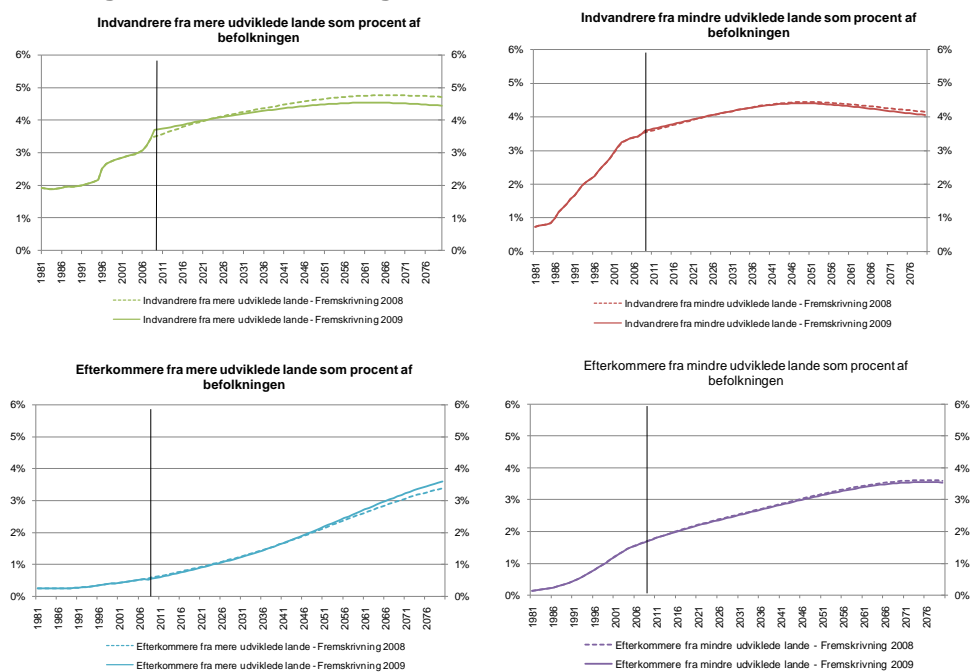 Indvandrere fra mere udviklede lande som procent af
befolkningen
6%
5%
4%
3%
2%
1%
0%
6%
5%
4%
3%
2%
1%
0%
1981 1986 1991 1996 2001 2006 2011 2016 2021 2026 2031 2036 2041 2046 2051 2056 2061 2066 2071 2076
Indvandrere fra mere udviklede lande - Fremskrivning 2008
Indvandrere fra mere udviklede lande - Fremskrivning 2009
Indvandrere fra mindre udviklede lande som procent af
befolkningen
6%
5%
4%
3%
2%
1%
0%
6%
5%
4%
3%
2%
1%
0%
1981 1986 1991 1996 2001 2006 2011 2016 2021 2026 2031 2036 2041 2046 2051 2056 2061 2066 2071 2076
Indvandrere fra mindre udviklede lande - Fremskrivning 2008
Indvandrere fra mindre udviklede lande - Fremskrivning 2009
Efterkommere fra mere udviklede lande som procent af
befolkningen
6%
5%
4%
3%
2%
1%
0%
6%
5%
4%
3%
2%
1%
0%
1981 1986 1991 1996 2001 2006 2011 2016 2021 2026 2031 2036 2041 2046 2051 2056 2061 2066 2071 2076
Efterkommere fra mere udviklede lande - Fremskrivning 2008
Efterkommere fra mere udviklede lande - Fremskrivning 2009
Efterkommere fra mindre udviklede lande som procent af
befolkningen
6%
5%
4%
3%
2%
1%
0%
6%
5%
4%
3%
2%
1%
0%
1981 1986 1991 1996 2001 2006 2011 2016 2021 2026 2031 2036 2041 2046 2051 2056 2061 2066 2071 2076
Efterkommere fra mindre udviklede lande - Fremskrivning 2008
Efterkommere fra mindre udviklede lande - Fremskrivning 2009